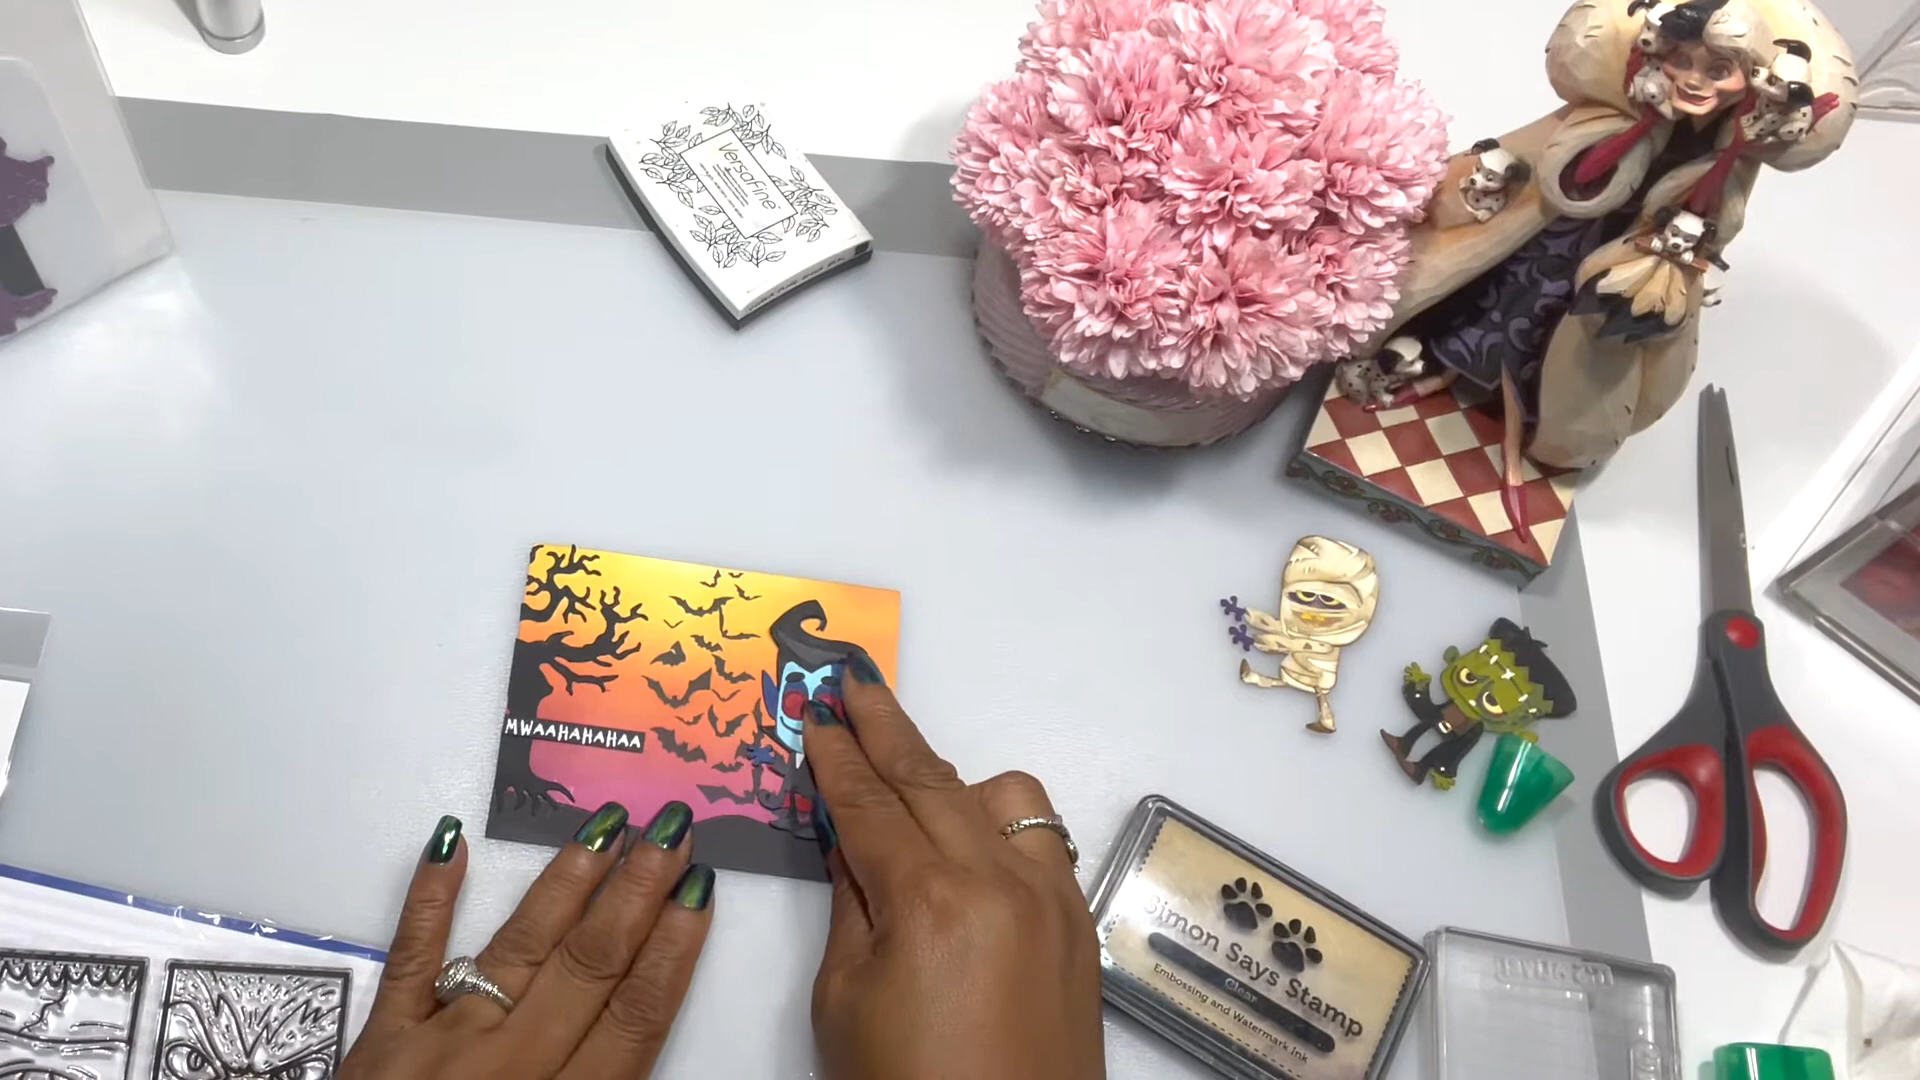 VersaFine
MWAAHAHAHAA
Simon Says Stamp
Clear
Embossing and Watermark Ink